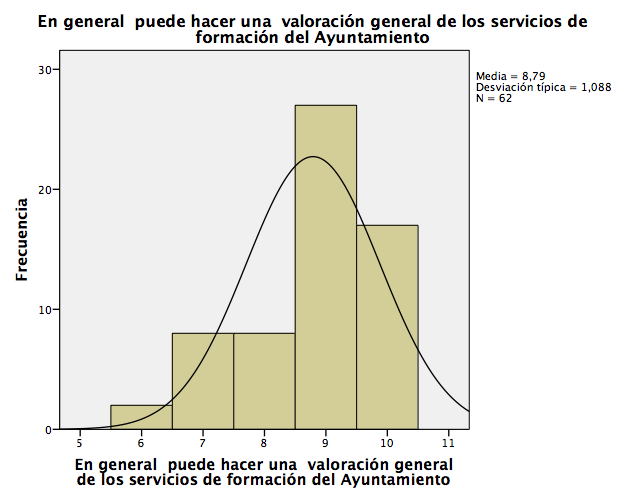 En general  puede hacer una  valoración general de los servicios de
formación del Ayuntamiento
Media = 8,79
Desviación típica = 1,088
N = 62
Frecuencia
30
20
10
0
5 6 7 8 9 10 11
En general  puede hacer una  valoración general
de los servicios de formación del Ayuntamiento